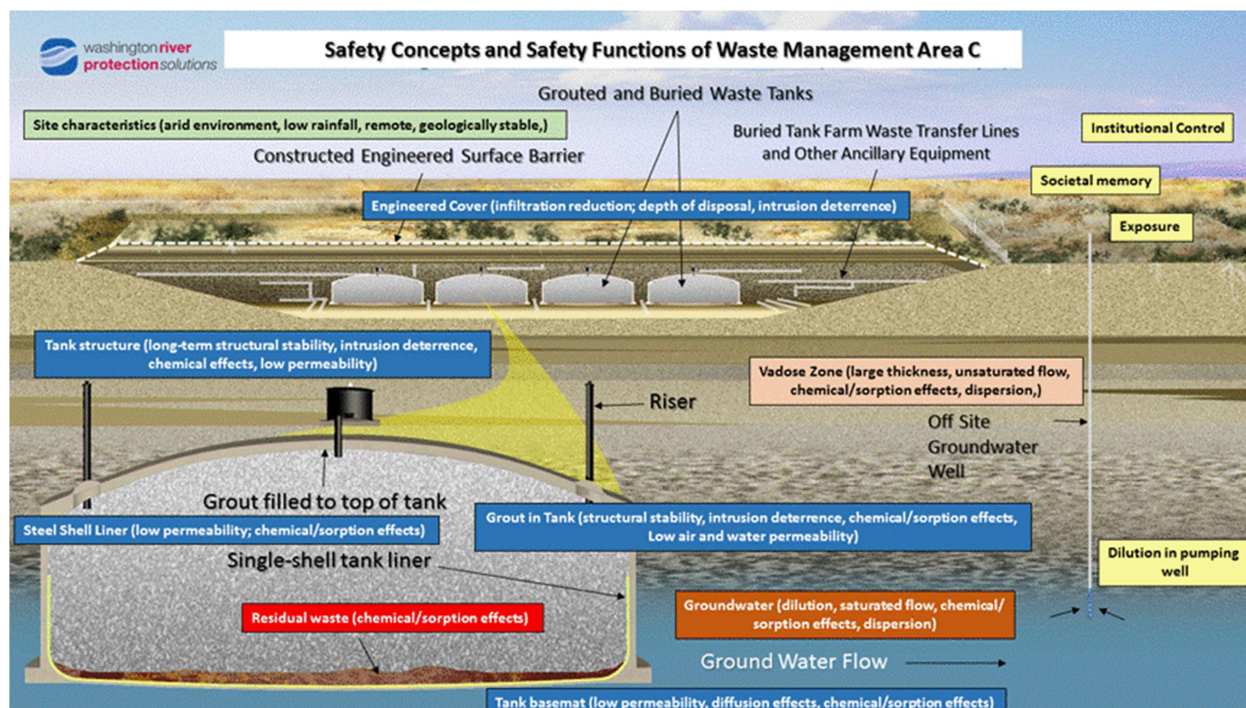 washington river
protection solutions
Safety Concepts and Safety Functions of Waste Management Area C
Grouted and Buried Waste Tanks
Site characteristics (arid environment, low rainfall, remote, geologically stable,)
Institutional Control
Buried Tank Farm Waste Transfer Lines
and Other Ancillary Equipment
Constructed Engineered Surface Barrier
Societal memory
Engineered Cover (infiltration reduction; depth of disposal, intrusion deterrence)
Exposure
Tank structure (long-term structural stability, intrusion deterrence,
chemical effects, low permeability)
Vadose Zone (large thickness, unsaturated flow,
chemical/sorption effects, dispersion,)
Riser
Off Site
Groundwater
Well
Grout filled to top of tank
Steel Shell Liner (low permeability; chemical/sorption effects)
Grout in Tank (structural stability, intrusion deterrence, chemical/sorption effects,
Low air and water permeability)
Single-shell tank liner
Dilution in pumping
well
Residual waste (chemical/sorption effects)
Groundwater (dilution, saturated flow, chemical/
sorption effects, dispersion)
Ground Water Flow
Tank basemat (low permeability, diffusion effects, chemical/sorption effects)